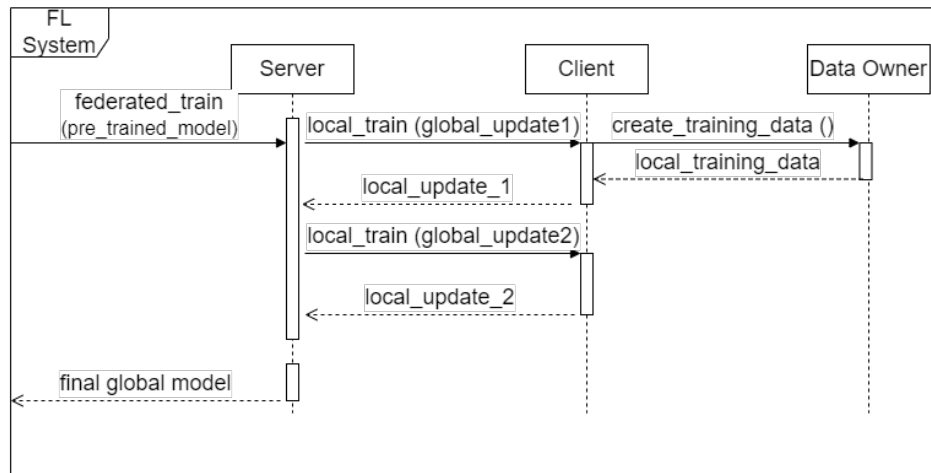 FL
System
Server
Client
Data Owner
federated_train
(pre_trained_model)
local_train (global_update1)
create_training_data ()
local_training_data
local_update_1
local_train (global_update2)
local_update_2
final global model